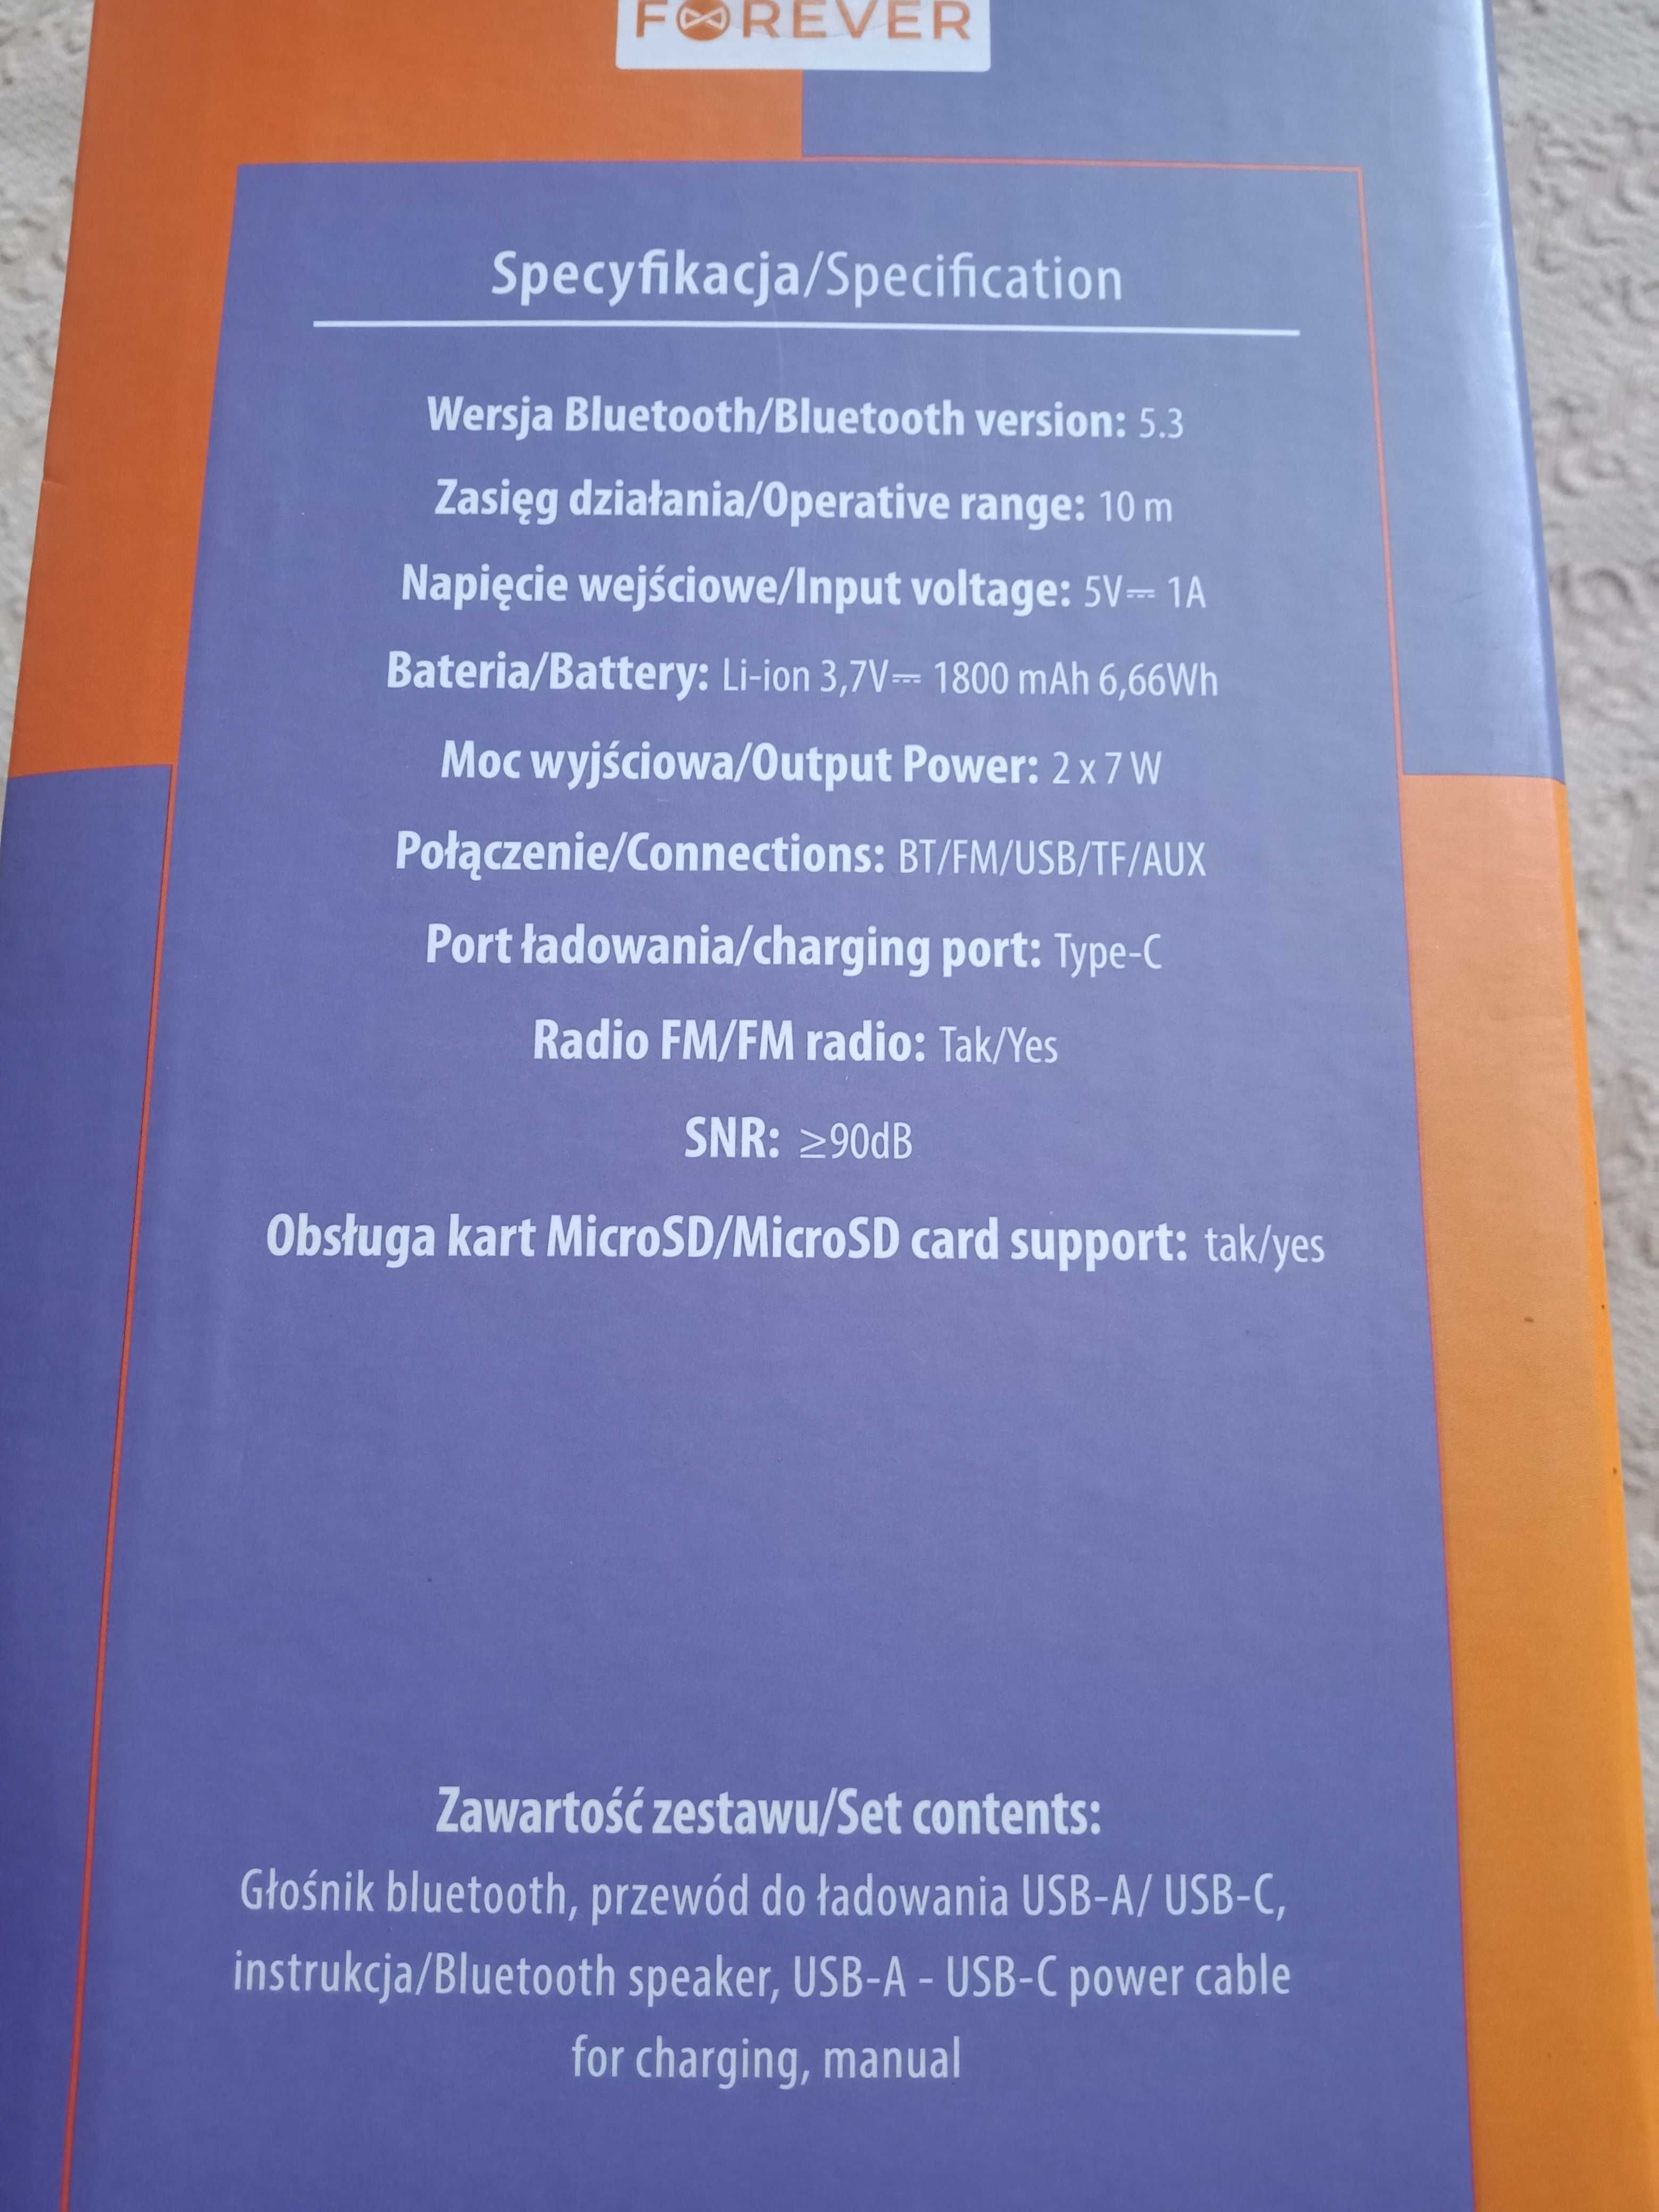 FOREVER
Specyfikacja/Specification
Wersja Bluetooth/Bluetooth version: 5.3
Zasięg działania/Operative range: 10 m
Napięcie wejściowe/Input voltage: 5V⎓ 1A
Bateria/Battery: Li-ion 3,7V⎓ 1800 mAh 6,66Wh
Moc wyjściowa/Output Power: 2 x 7 W
Połączenie/Connections: BT/FM/USB/TF/AUX
Port ładowania/charging port: Type-C
Radio FM/FM radio: Tak/Yes
SNR: ≥90dB
Obsługa kart MicroSD/MicroSD card support: tak/yes
Zawartość zestawu/Set contents:
Głośnik bluetooth, przewód do ładowania USB-A/ USB-C,
instrukcja/Bluetooth speaker, USB-A - USB-C power cable
for charging, manual